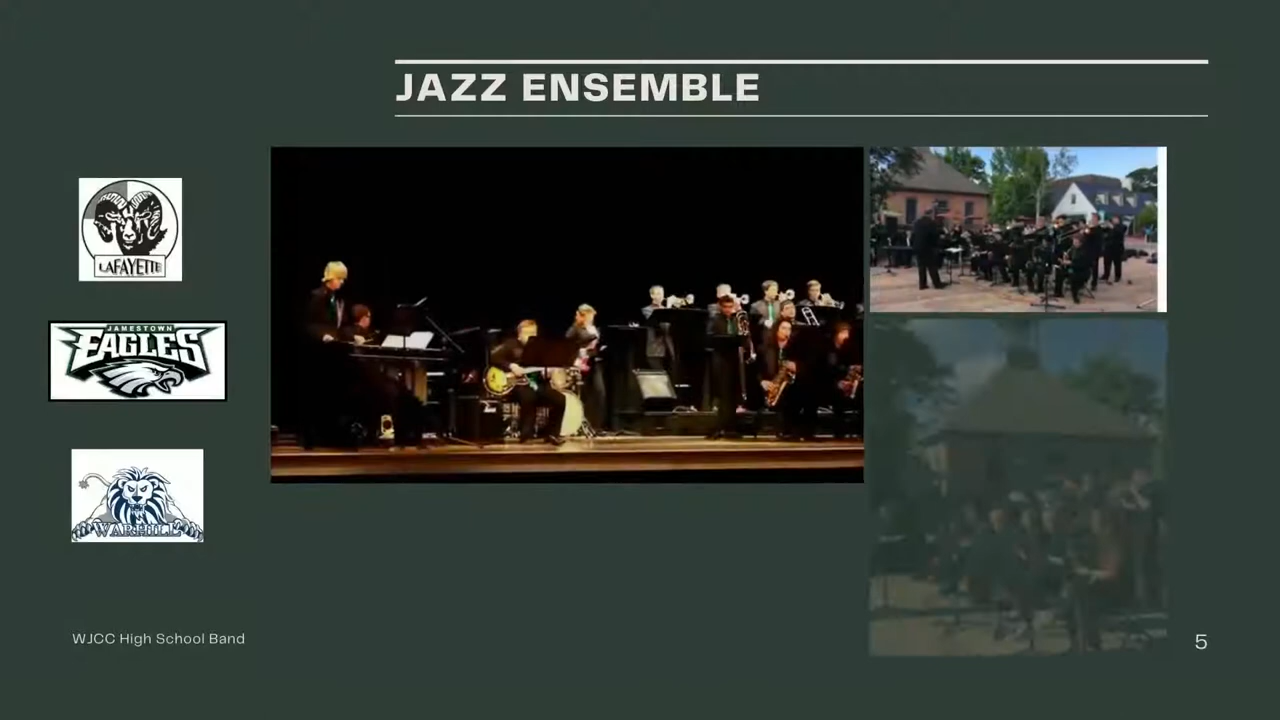 JAZZ ENSEMBLE
LAFAYETTE
JAMESTOWN
EAGLES
WARHILL
WJCC High School Band
5